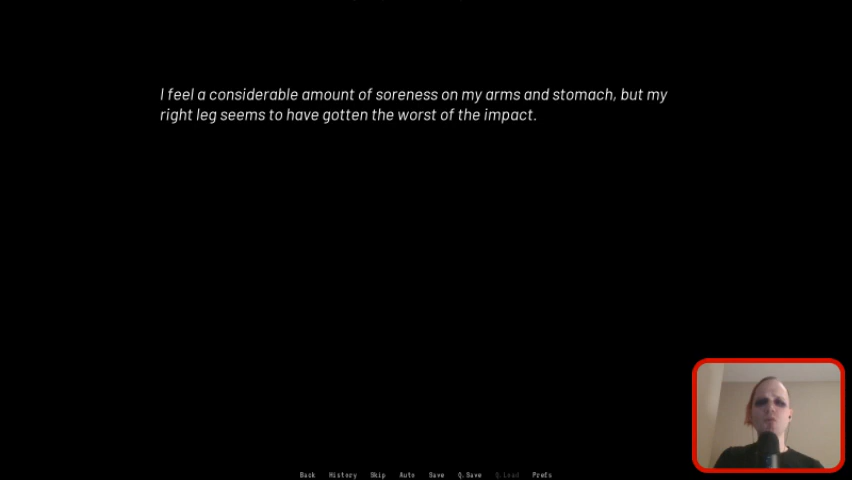 I feel a considerable amount of soreness on my arms and stomach, but my
right leg seems to have gotten the worst of the impact.
Back History Skip Auto Save Q.Save Q.Load Prefs